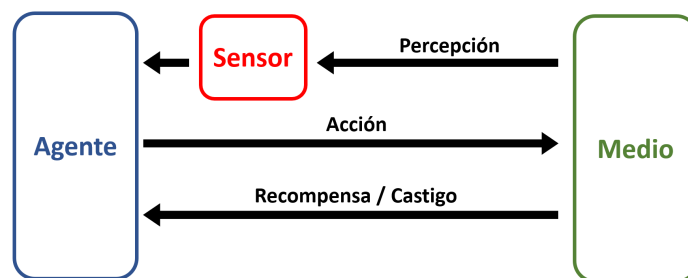 Percepción
Sensor
Acción
Agente
Medio
Recompensa / Castigo